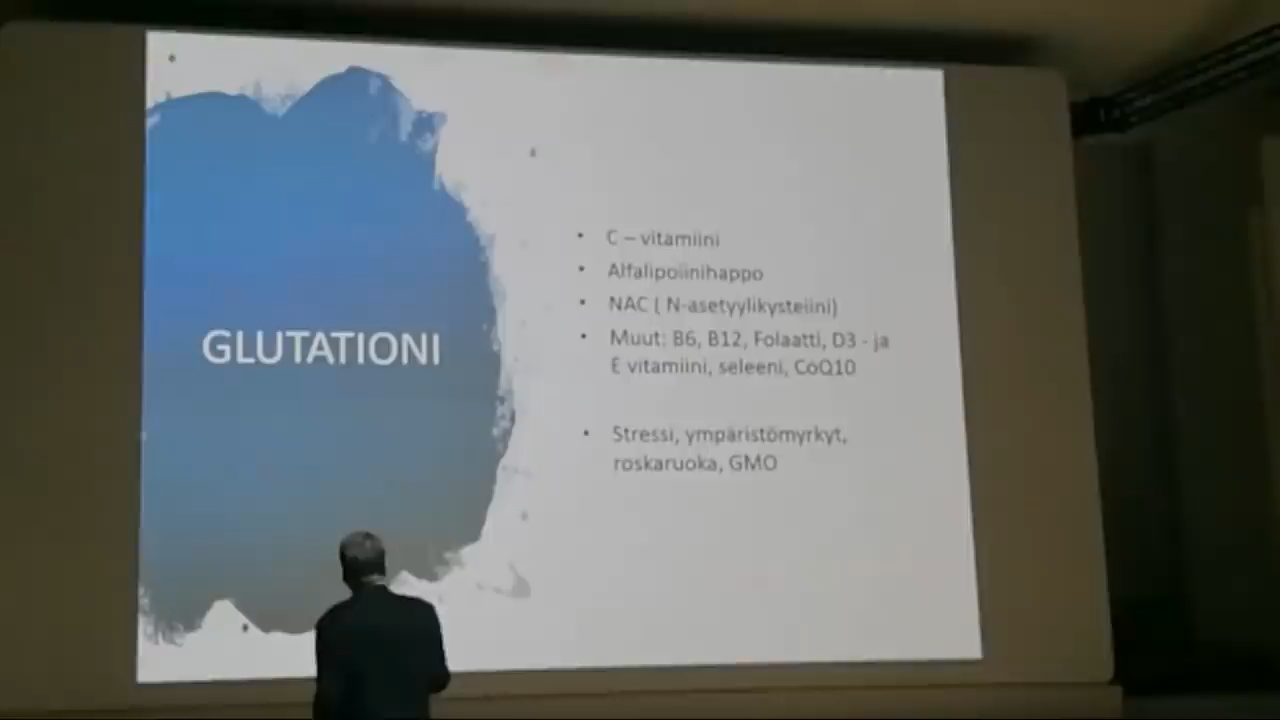 GLUTATIONI
• C – vitamiini
• Alfalipoiinihappo
• NAC ( N-asetyylikysteiini)
• Muut: B6, B12, Folaatti, D3 - ja
E vitamiini, seleeni, CoQ10
• Stressi, ympäristömyrkyt,
roskaruoka, GMO